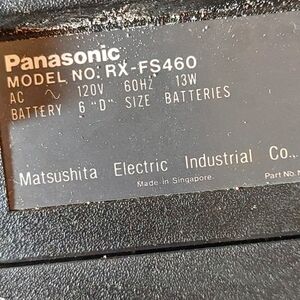 Panasonic
MODEL NO. RX-FS460
AC ~ 120V 60HZ 13W
BATTERY 6 "D" SIZE BATTERIES
Matsushita Electric Industrial Co.,
Made in Singapore
Part No.